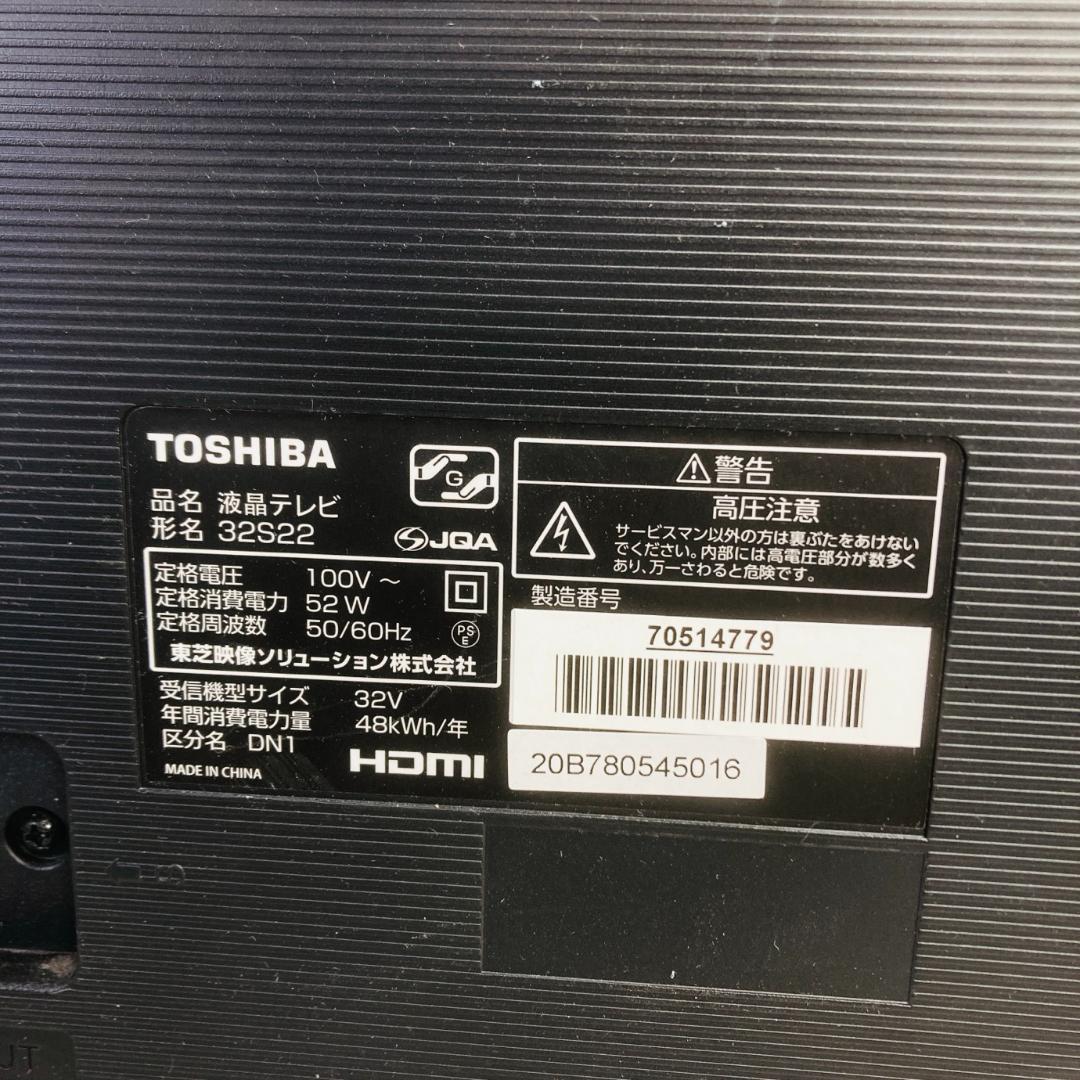 TOSHIBA
品名 液晶テレビ
形名 32S22
G
JQA
定格電圧 100V ～
定格消費電力 52 W
定格周波数 50/60Hz
PS
E
東芝映像ソリューション株式会社
受信機型サイズ 32V
年間消費電力量 48kWh/年
区分名 DN1
MADE IN CHINA
HDMI
警告
高圧注意
サービスマン以外の方は裏ぶたをあけない
でください。内部には高電圧部分が数多く
あり、万一さわると危険です。
製造番号
70514779
20B780545016
UT